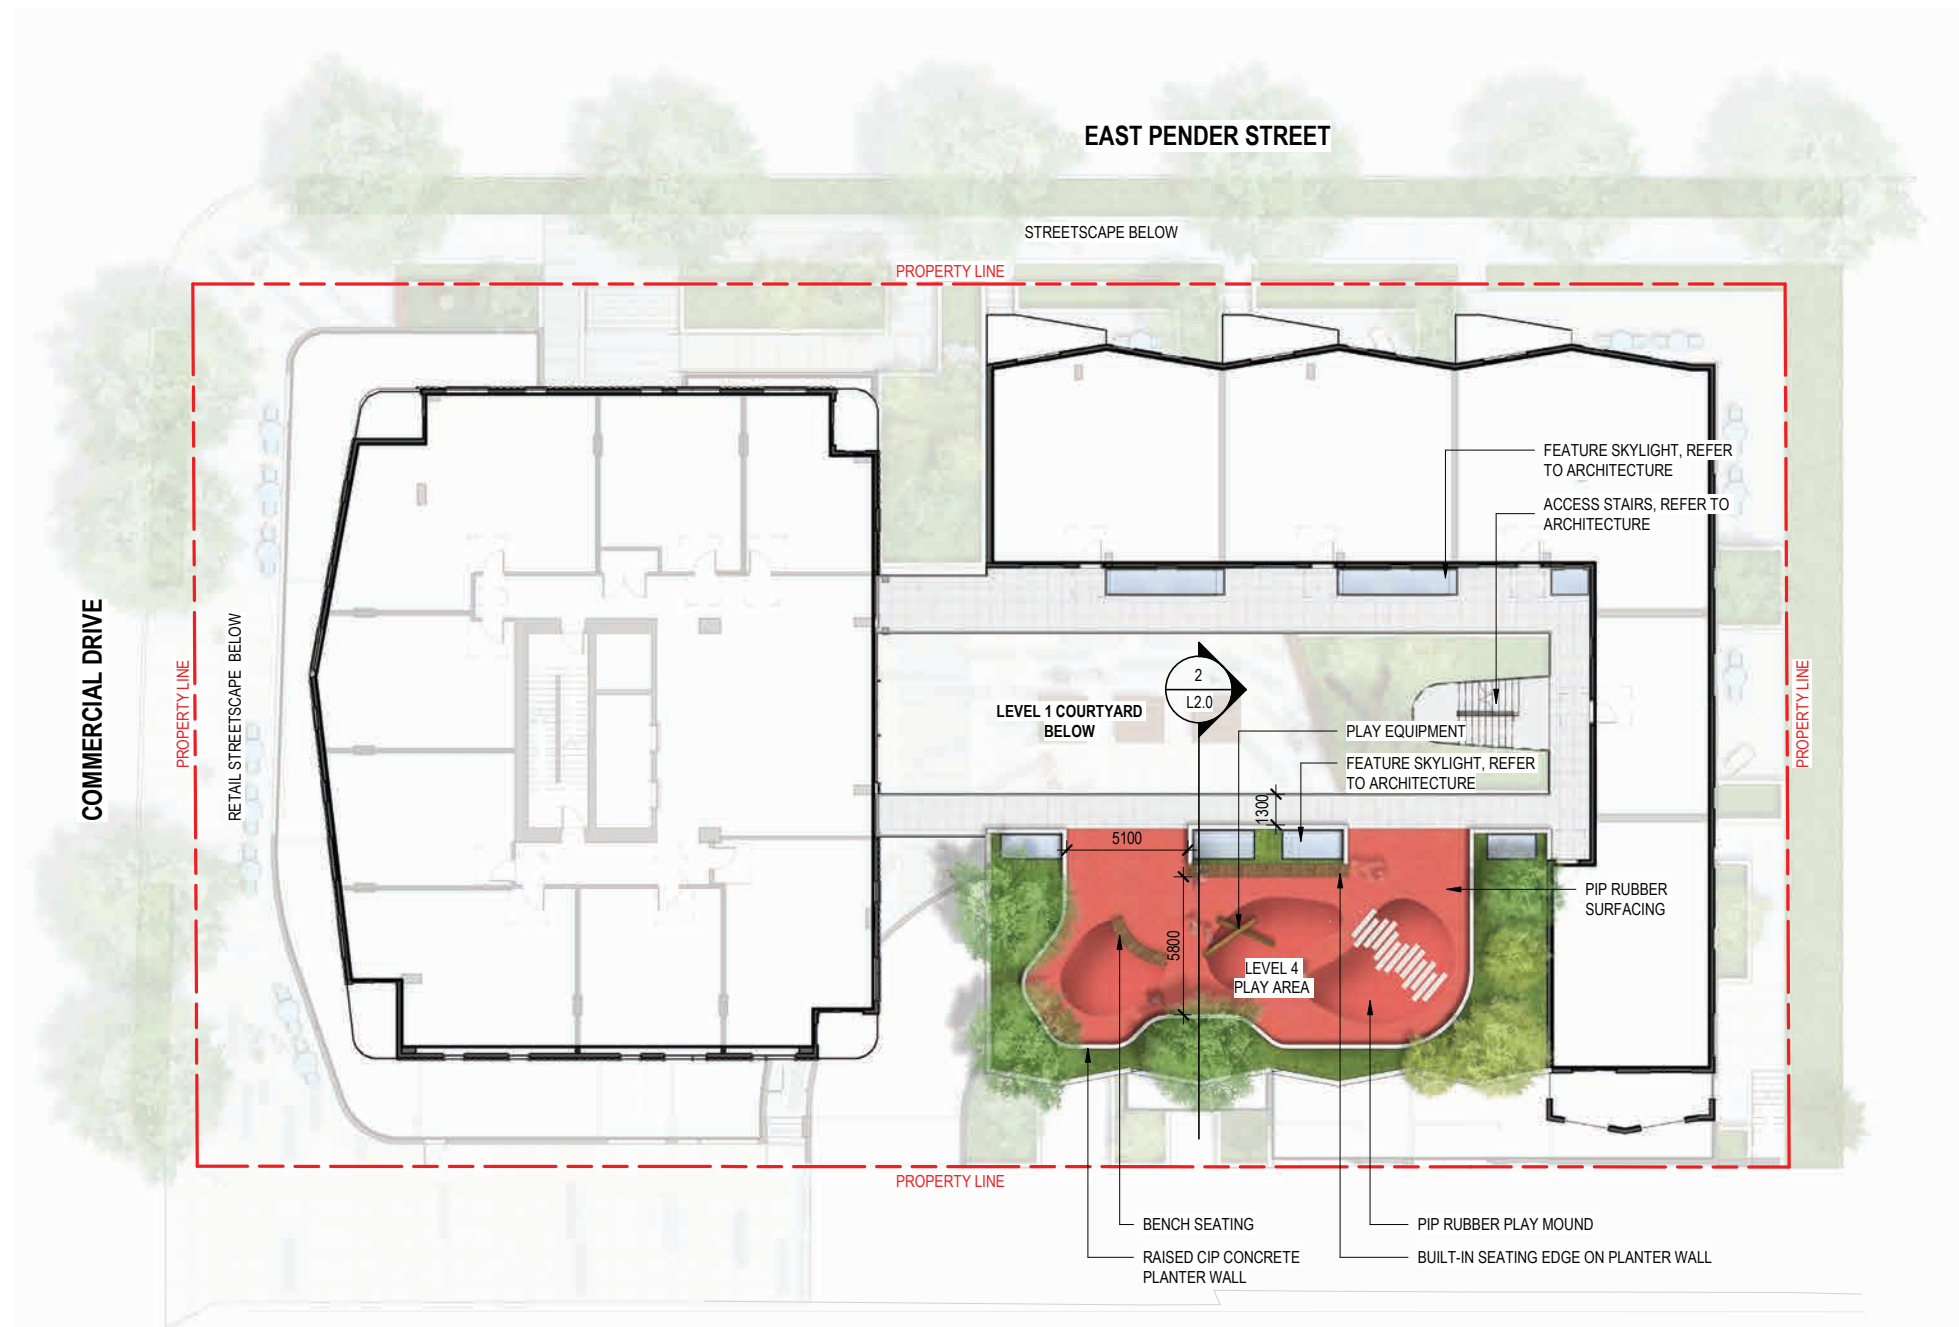 EAST PENDER STREET
STREETSCAPE BELOW
PROPERTY LINE
FEATURE SKYLIGHT, REFER
TO ARCHITECTURE
ACCESS STAIRS, REFER TO
ARCHITECTURE
COMMERCIAL DRIVE
PROPERTY LINE
RETAIL STREETSCAPE BELOW
2
L2.0
LEVEL 1 COURTYARD
BELOW
PLAY EQUIPMENT
FEATURE SKYLIGHT, REFER
TO ARCHITECTURE
PROPERTY LINE
1300
5100
PIP RUBBER
SURFACING
5800
LEVEL 4
PLAY AREA
PROPERTY LINE
BENCH SEATING
RAISED CIP CONCRETE
PLANTER WALL
PIP RUBBER PLAY MOUND
BUILT-IN SEATING EDGE ON PLANTER WALL